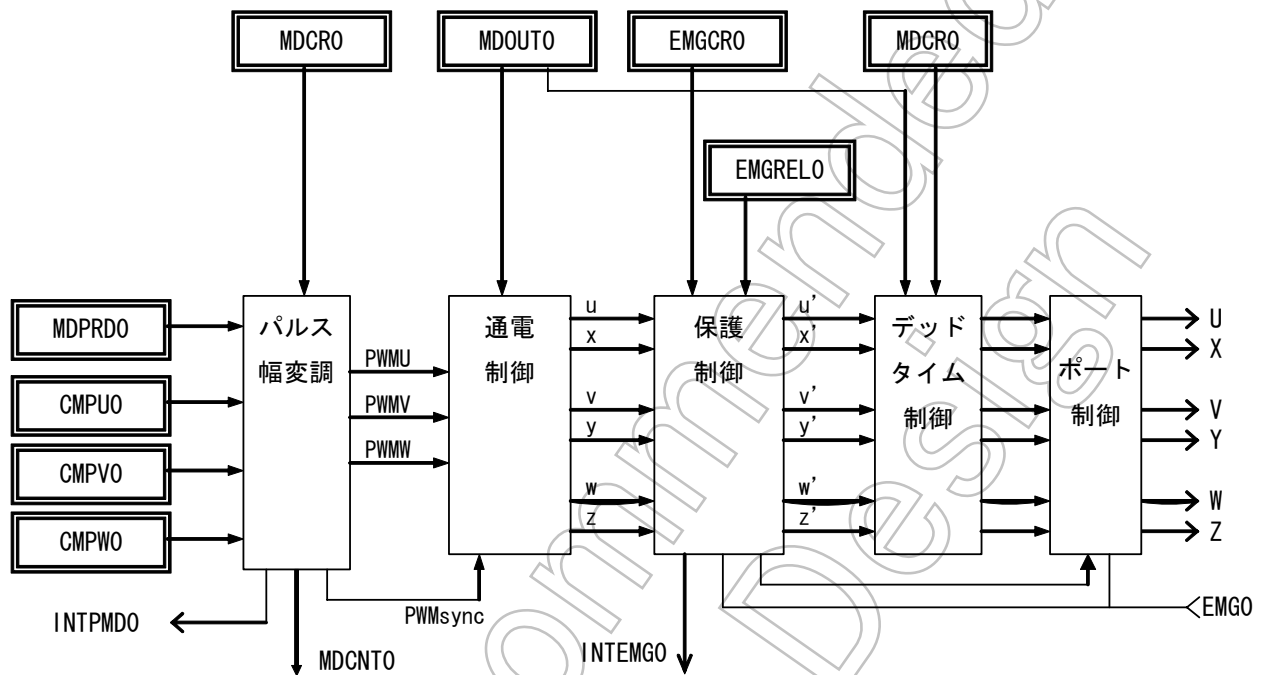 MDCR0
MDOUT0
EMGCR0
MDCR0
EMGREL0
MDPRD0
CMPU0
CMPV0
CMPW0
パルス
幅変調
PWMU
PWMV
PWMW
通電
制御
u
x
v
y
w
z
保護
制御
u'
x'
v'
y'
w'
z'
デッド
タイム
制御
ポート
制御
U
X
V
Y
W
Z
INTPMD0
MDCNT0
PWMsync
INTEMG0
EMG0
Design